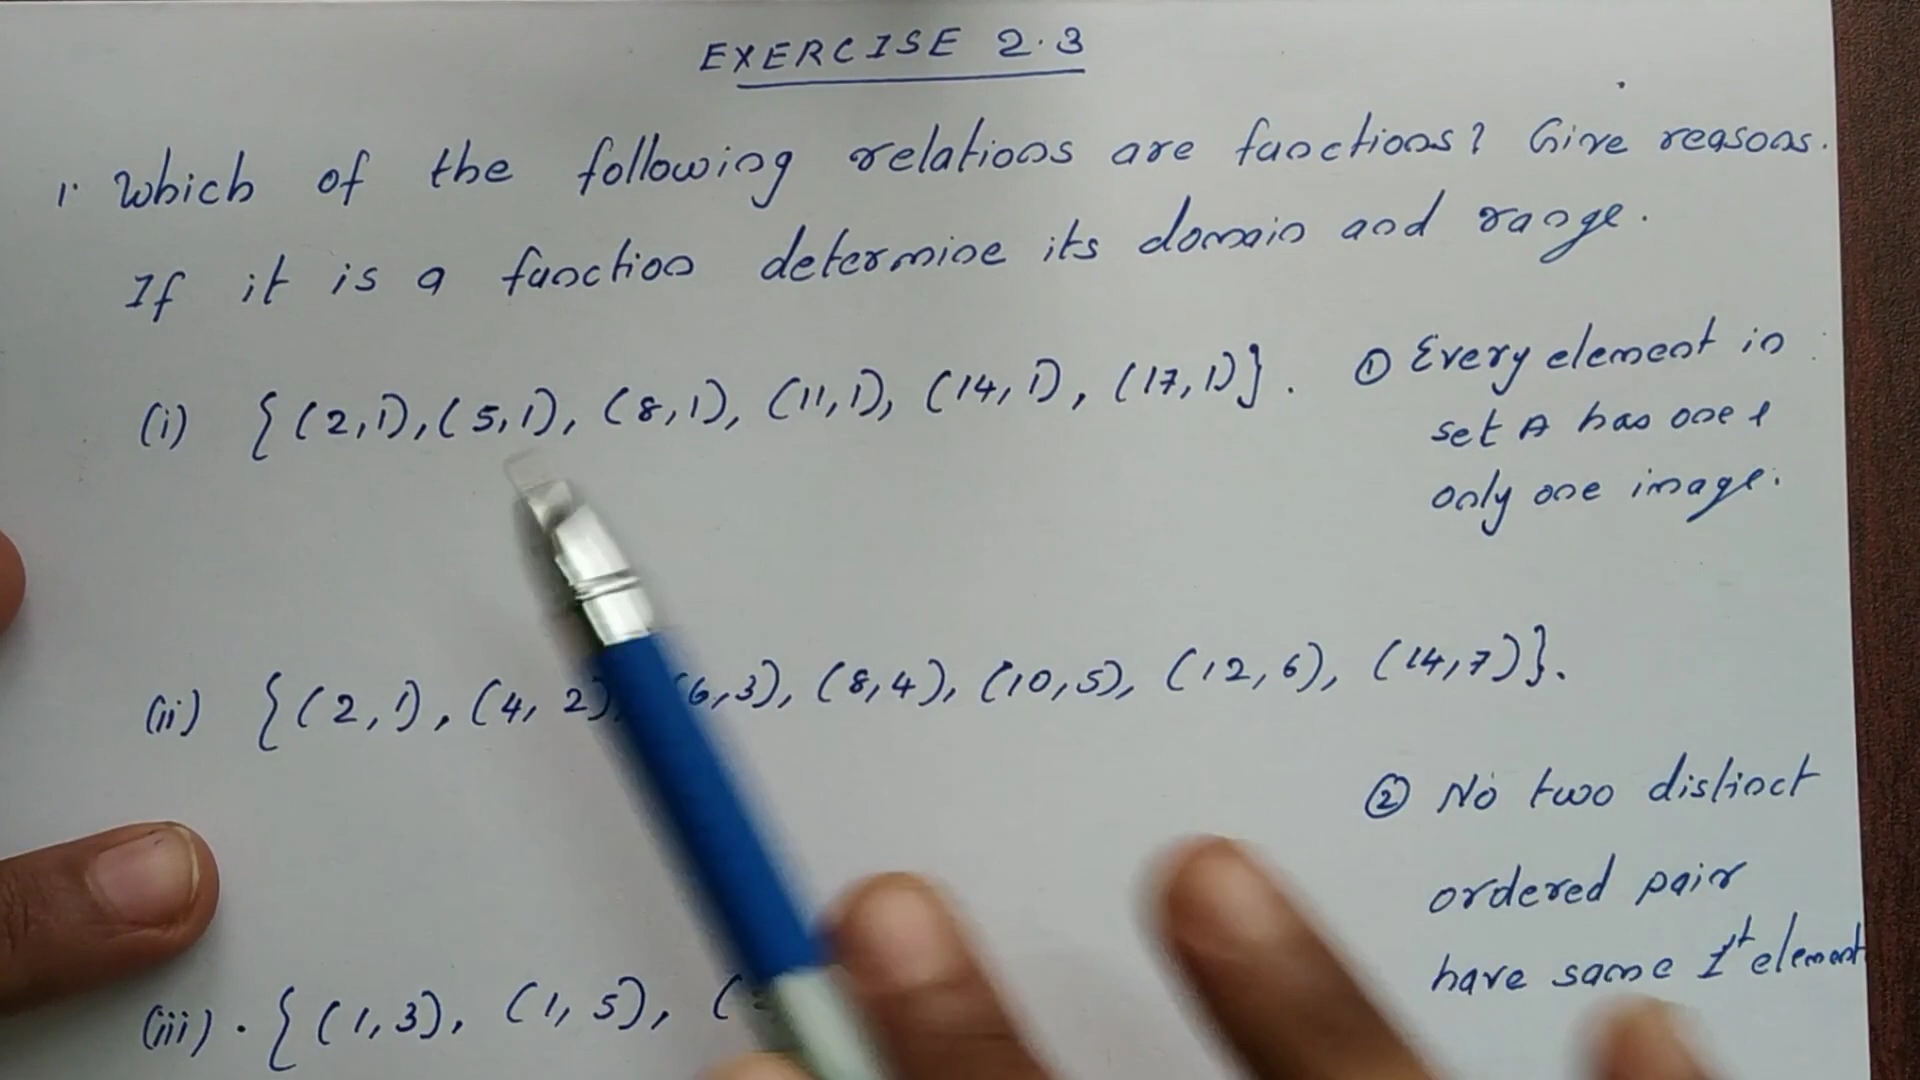 EXERCISE 2.3
1. Which of the following relations are functions? Give reasons.
If it is a function determine its domain and range.
(i) {(2,1),(5,1), (8,1), (11,1), (14,1), (17,1)}.
① Every element in
set A has one &
only one image.
(ii) {(2,1), (4,2), (6,3), (8,4), (10,5), (12,6), (14,7)}.
② No two distinct
ordered pair
have same 1st element
(iii) . {(1,3), (1,5), (